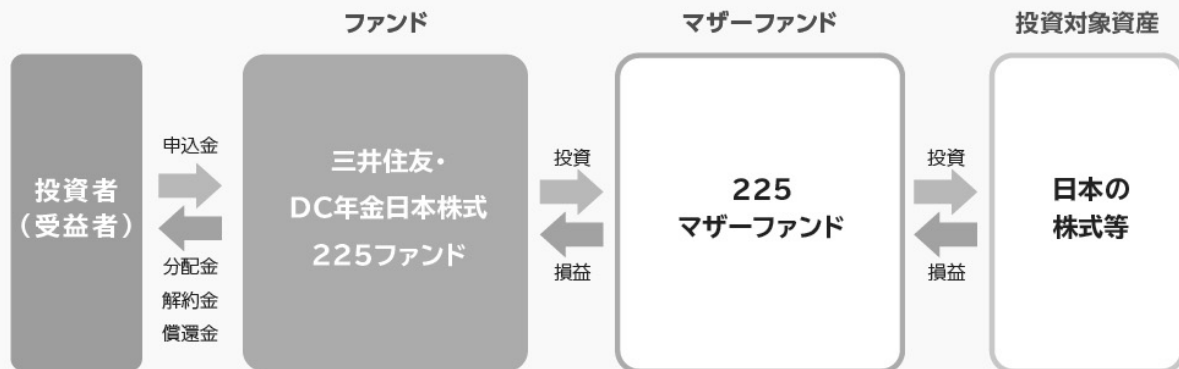 ファンド
マザーファンド
投資対象資産
投資者
（受益者）
申込金
分配金
解約金
償還金
三井住友・
DC年金日本株式
225ファンド
投資
損益
225
マザーファンド
投資
損益
日本の
株式等